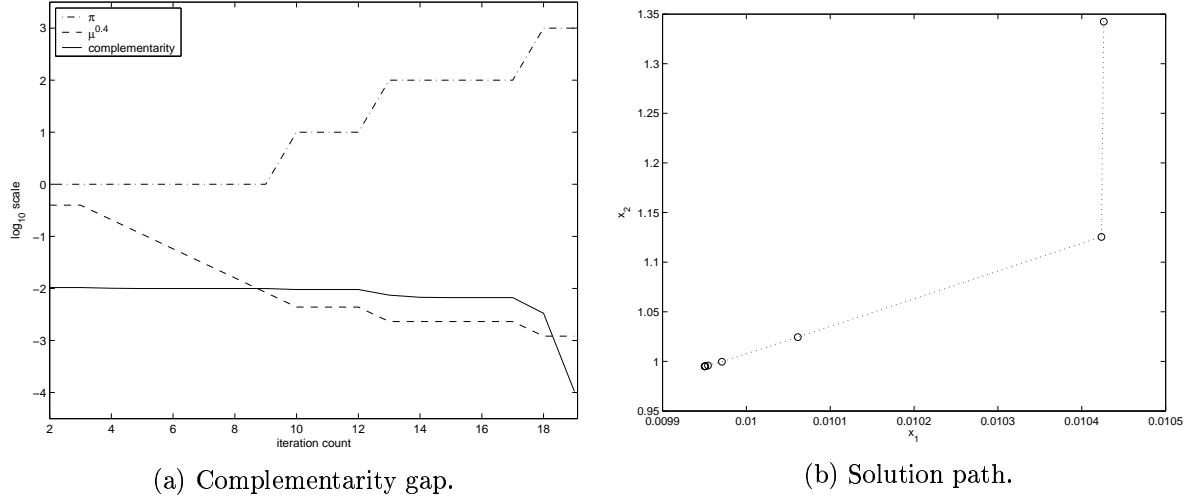 π
μ^0.4
complementarity
3
2
1
0
−1
−2
−3
−4
log10 scale
2 4 6 8 10 12 14 16 18
iteration count
(a) Complementarity gap.
1.35
1.3
1.25
1.2
1.15
1.1
1.05
1
0.95
x2
0.0099 0.01 0.0101 0.0102 0.0103 0.0104 0.0105
x1
(b) Solution path.